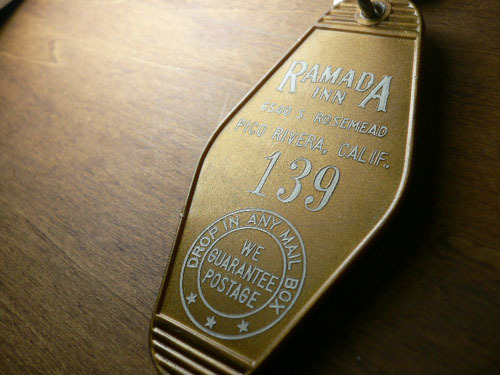 RAMADA
INN
S. ROSEMEAD
PICO RIVERA, CALIF.
139
DROP IN ANY MAIL BOX
WE
GUARANTEE
POSTAGE